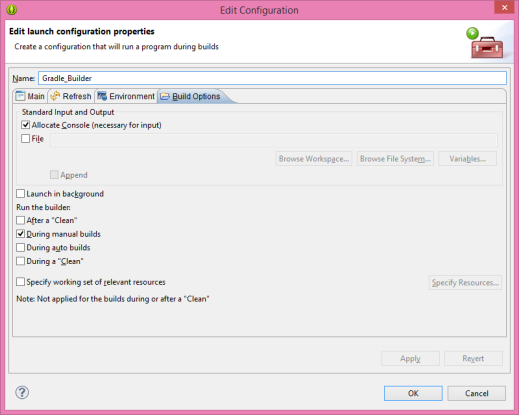 Edit Configuration
Edit launch configuration properties
Create a configuration that will run a program during builds
Name: Gradle_Builder
Main Refresh Environment Build Options
Standard Input and Output
Allocate Console (necessary for input)
File
Browse Workspace... Browse File System... Variables...
Append
Launch in background
Run the builder:
After a "Clean"
During manual builds
During auto builds
During a "Clean"
Specify working set of relevant resources Specify Resources...
Note: Not applied for the builds during or after a "Clean"
Apply Revert
OK Cancel